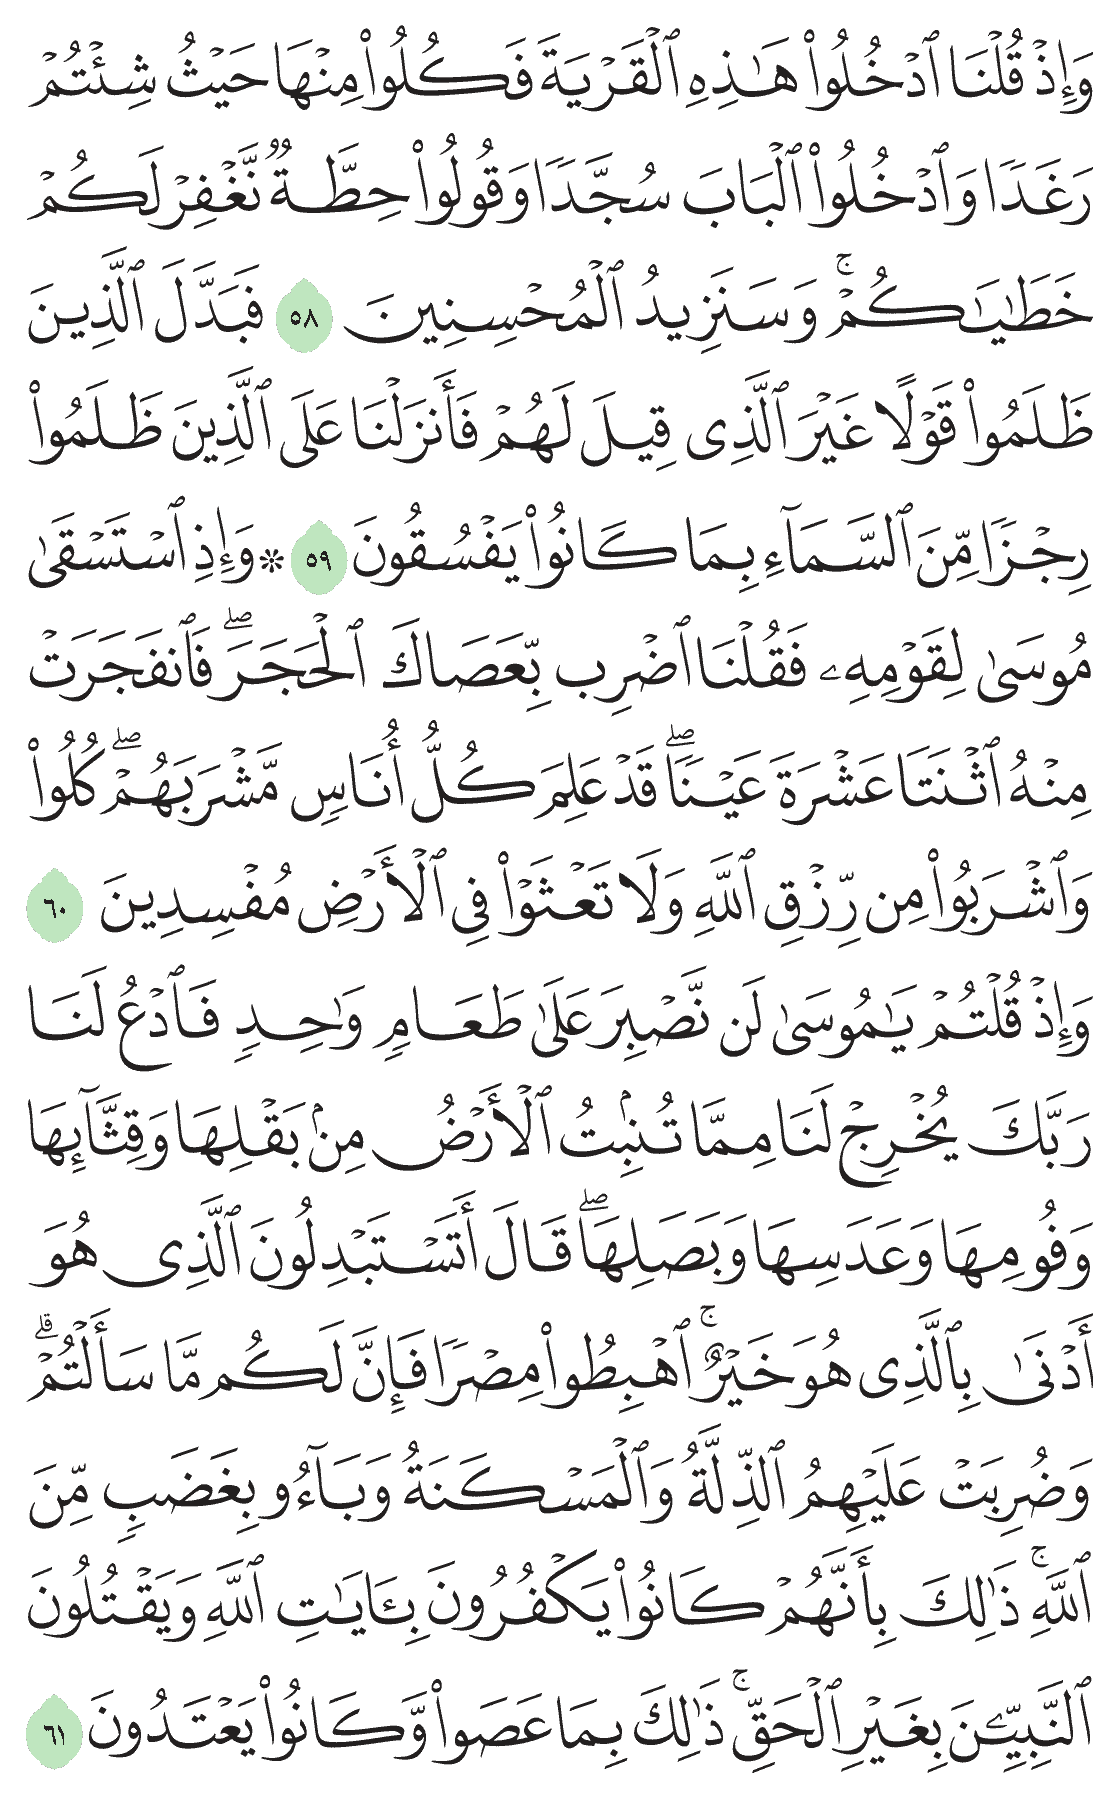 وَإِذۡ قُلۡنَا ٱدۡخُلُواْ هَٰذِهِ ٱلۡقَرۡيَةَ فَكُلُواْ مِنۡهَا حَيۡثُ شِئۡتُمۡ
رَغَدٗا وَٱدۡخُلُواْ ٱلۡبَابَ سُجَّدٗا وَقُولُواْ حِطَّةٞ نَّغۡفِرۡ لَكُمۡ
خَطَٰيَٰكُمۡۚ وَسَنَزِيدُ ٱلۡمُحۡسِنِينَ ٥٨ فَبَدَّلَ ٱلَّذِينَ
ظَلَمُواْ قَوۡلًا غَيۡرَ ٱلَّذِي قِيلَ لَهُمۡ فَأَنزَلۡنَا عَلَى ٱلَّذِينَ ظَلَمُواْ
رِجۡزٗا مِّنَ ٱلسَّمَآءِ بِمَا كَانُواْ يَفۡسُقُونَ ٥٩ * وَإِذِ ٱسۡتَسۡقَىٰ
مُوسَىٰ لِقَوۡمِهِۦ فَقُلۡنَا ٱضۡرِب بِّعَصَاكَ ٱلۡحَجَرَۖ فَٱنفَجَرَتۡ
مِنۡهُ ٱثۡنَتَا عَشۡرَةَ عَيۡنٗاۖ قَدۡ عَلِمَ كُلُّ أُنَاسٖ مَّشۡرَبَهُمۡۖ كُلُواْ
وَٱشۡرَبُواْ مِن رِّزۡقِ ٱللَّهِ وَلَا تَعۡثَوۡاْ فِي ٱلۡأَرۡضِ مُفۡسِدِينَ ٦٠
وَإِذۡ قُلۡتُمۡ يَٰمُوسَىٰ لَن نَّصۡبِرَ عَلَىٰ طَعَامٖ وَٰحِدٖ فَٱدۡعُ لَنَا
رَبَّكَ يُخۡرِجۡ لَنَا مِمَّا تُنۢبِتُ ٱلۡأَرۡضُ مِنۢ بَقۡلِهَا وَقِثَّآئِهَا
وَفُومِهَا وَعَدَسِهَا وَبَصَلِهَاۖ قَالَ أَتَسۡتَبۡدِلُونَ ٱلَّذِي هُوَ
أَدۡنَىٰ بِٱلَّذِي هُوَ خَيۡرٌۚ ٱهۡبِطُواْ مِصۡرٗا فَإِنَّ لَكُم مَّا سَأَلۡتُمۡۗ
وَضُرِبَتۡ عَلَيۡهِمُ ٱلذِّلَّةُ وَٱلۡمَسۡكَنَةُ وَبَآءُو بِغَضَبٖ مِّنَ
ٱللَّهِۚ ذَٰلِكَ بِأَنَّهُمۡ كَانُواْ يَكۡفُرُونَ بِـَٔايَٰتِ ٱللَّهِ وَيَقۡتُلُونَ
ٱلنَّبِيِّـۧنَ بِغَيۡرِ ٱلۡحَقِّۚ ذَٰلِكَ بِمَا عَصَواْ وَّكَانُواْ يَعۡتَدُونَ ٦١